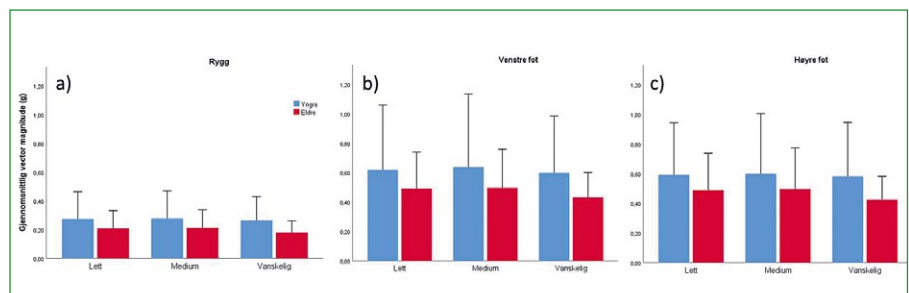 Rygg
a)
Gjennomsnittlig vector magnitude (g)
1,20
1,00
0,80
0,60
0,40
0,20
0,00
Yngre
Eldre
Lett Medium Vanskelig
Venstre fot
b)
1,20
1,00
0,80
0,60
0,40
0,20
0,00
Lett Medium Vanskelig
Høyre fot
c)
1,20
1,00
0,80
0,60
0,40
0,20
0,00
Lett Medium Vanskelig